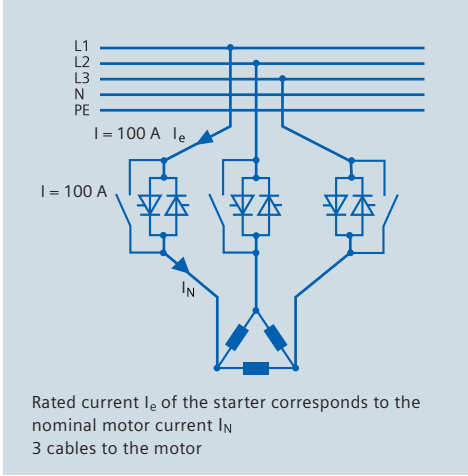 L1
L2
L3
N
PE
I = 100 A Ie
I = 100 A
IN
Rated current Ie of the starter corresponds to the
nominal motor current IN
3 cables to the motor